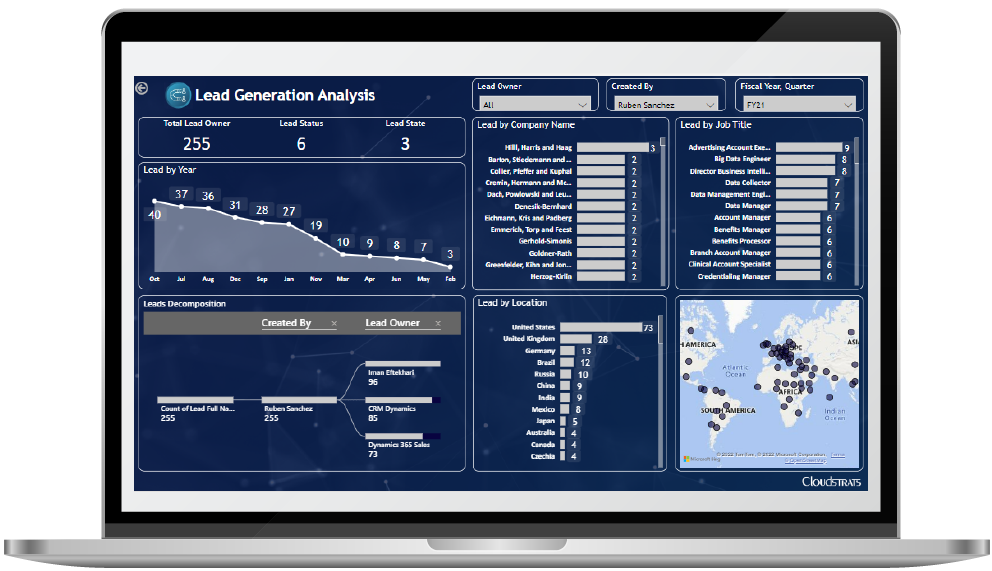 Lead Generation Analysis
Lead Owner
All
Created By
Ruben Sanchez
Fiscal Year, Quarter
FY21
Total Lead Owner
255
Lead Status
6
Lead State
3
Lead by Year
40
37
36
31
28
27
19
10
9
8
7
3
Oct
Jul
Aug
Dec
Sep
Jan
Nov
Mar
Apr
Jun
May
Feb
Lead by Company Name
Hilll, Harris and Haag 3
Barton, Stiedemann and ... 2
Collier, Pfeffer and Kuphal 2
Cremin, Hermann and Mc... 2
Dach, Powlowski and Leu... 2
Denesik-Bernhard 2
Eichmann, Kris and Padberg 2
Emmerich, Torp and Feest 2
Gerhold-Simonis 2
Goldner-Rath 2
Greenfelder, Kihn and Jen... 2
Herzog-Kirlin 2
Lead by Job Title
Advertising Account Exe... 9
Big Data Engineer 8
Director Business Intelli... 8
Data Collector 7
Data Management Engi... 7
Data Manager 7
Account Manager 6
Benefits Manager 6
Benefits Processor 6
Branch Account Manager 6
Clinical Account Specialist 6
Credentialing Manager 6
Leads Decomposition
Created By ×
Lead Owner ×
Count of Lead Full Na...
255
Ruben Sanchez
255
Iman Eftekhari
96
CRM Dynamics
85
Dynamics 365 Sales
73
Lead by Location
United States 73
United Kingdom 28
Germany 13
Brazil 12
Russia 10
China 9
India 9
Mexico 8
Japan 5
Australia 4
Canada 4
Czechia 4
H AMERICA
Atlantic
Ocean
AFRICA
SOUTH AMERICA
Indian
Ocean
Microsoft Bing
© 2022 TomTom, © 2022 Microsoft Corporation
Terms
© OpenStreetMap
CLOUDSTRATS